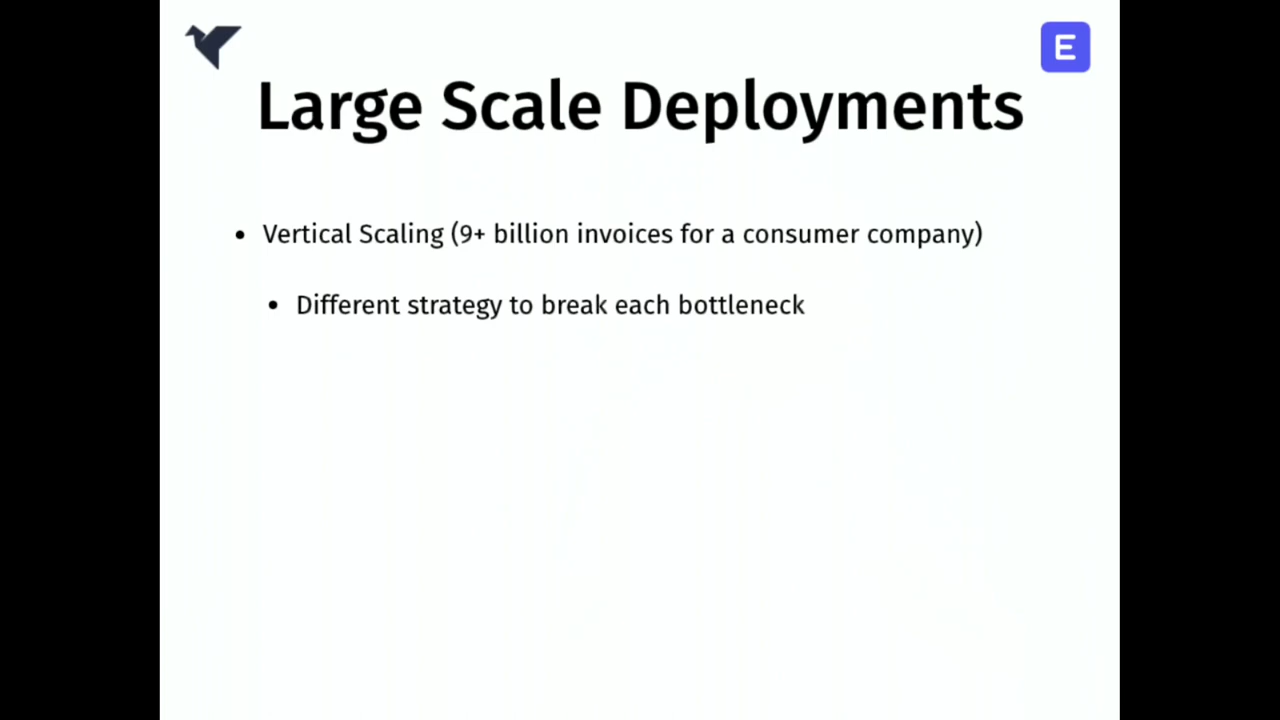 E
Large Scale Deployments
• Vertical Scaling (9+ billion invoices for a consumer company)
• Different strategy to break each bottleneck